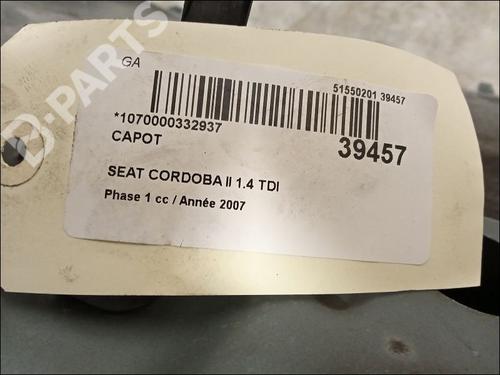 GA
51550201 39457
*1070000332937
39457
CAPOT
SEAT CORDOBA II 1.4 TDI
Phase 1 cc / Année 2007
D-PARTS